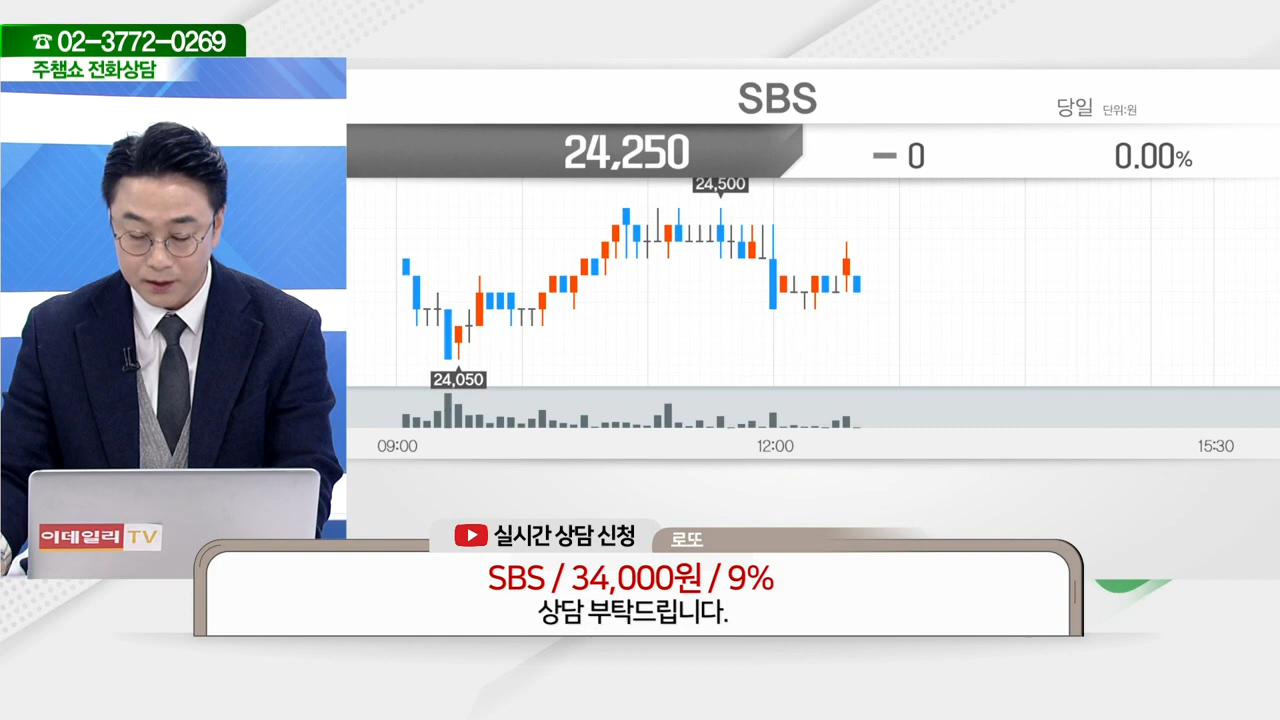 ☎ 02-3772-0269
주챔쇼 전화상담
SBS
당일 단위:원
24,250
0
0.00%
24,500
24,050
09:00
12:00
15:30
이데일리 TV
실시간 상담 신청
로또
SBS / 34,000원 / 9%
상담 부탁드립니다.